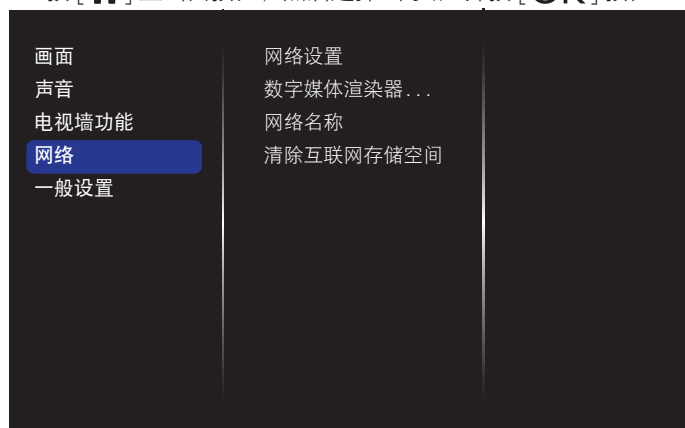 画面
声音
电视墙功能
网络
一般设置
网络设置
数字媒体渲染器...
网络名称
清除互联网存储空间